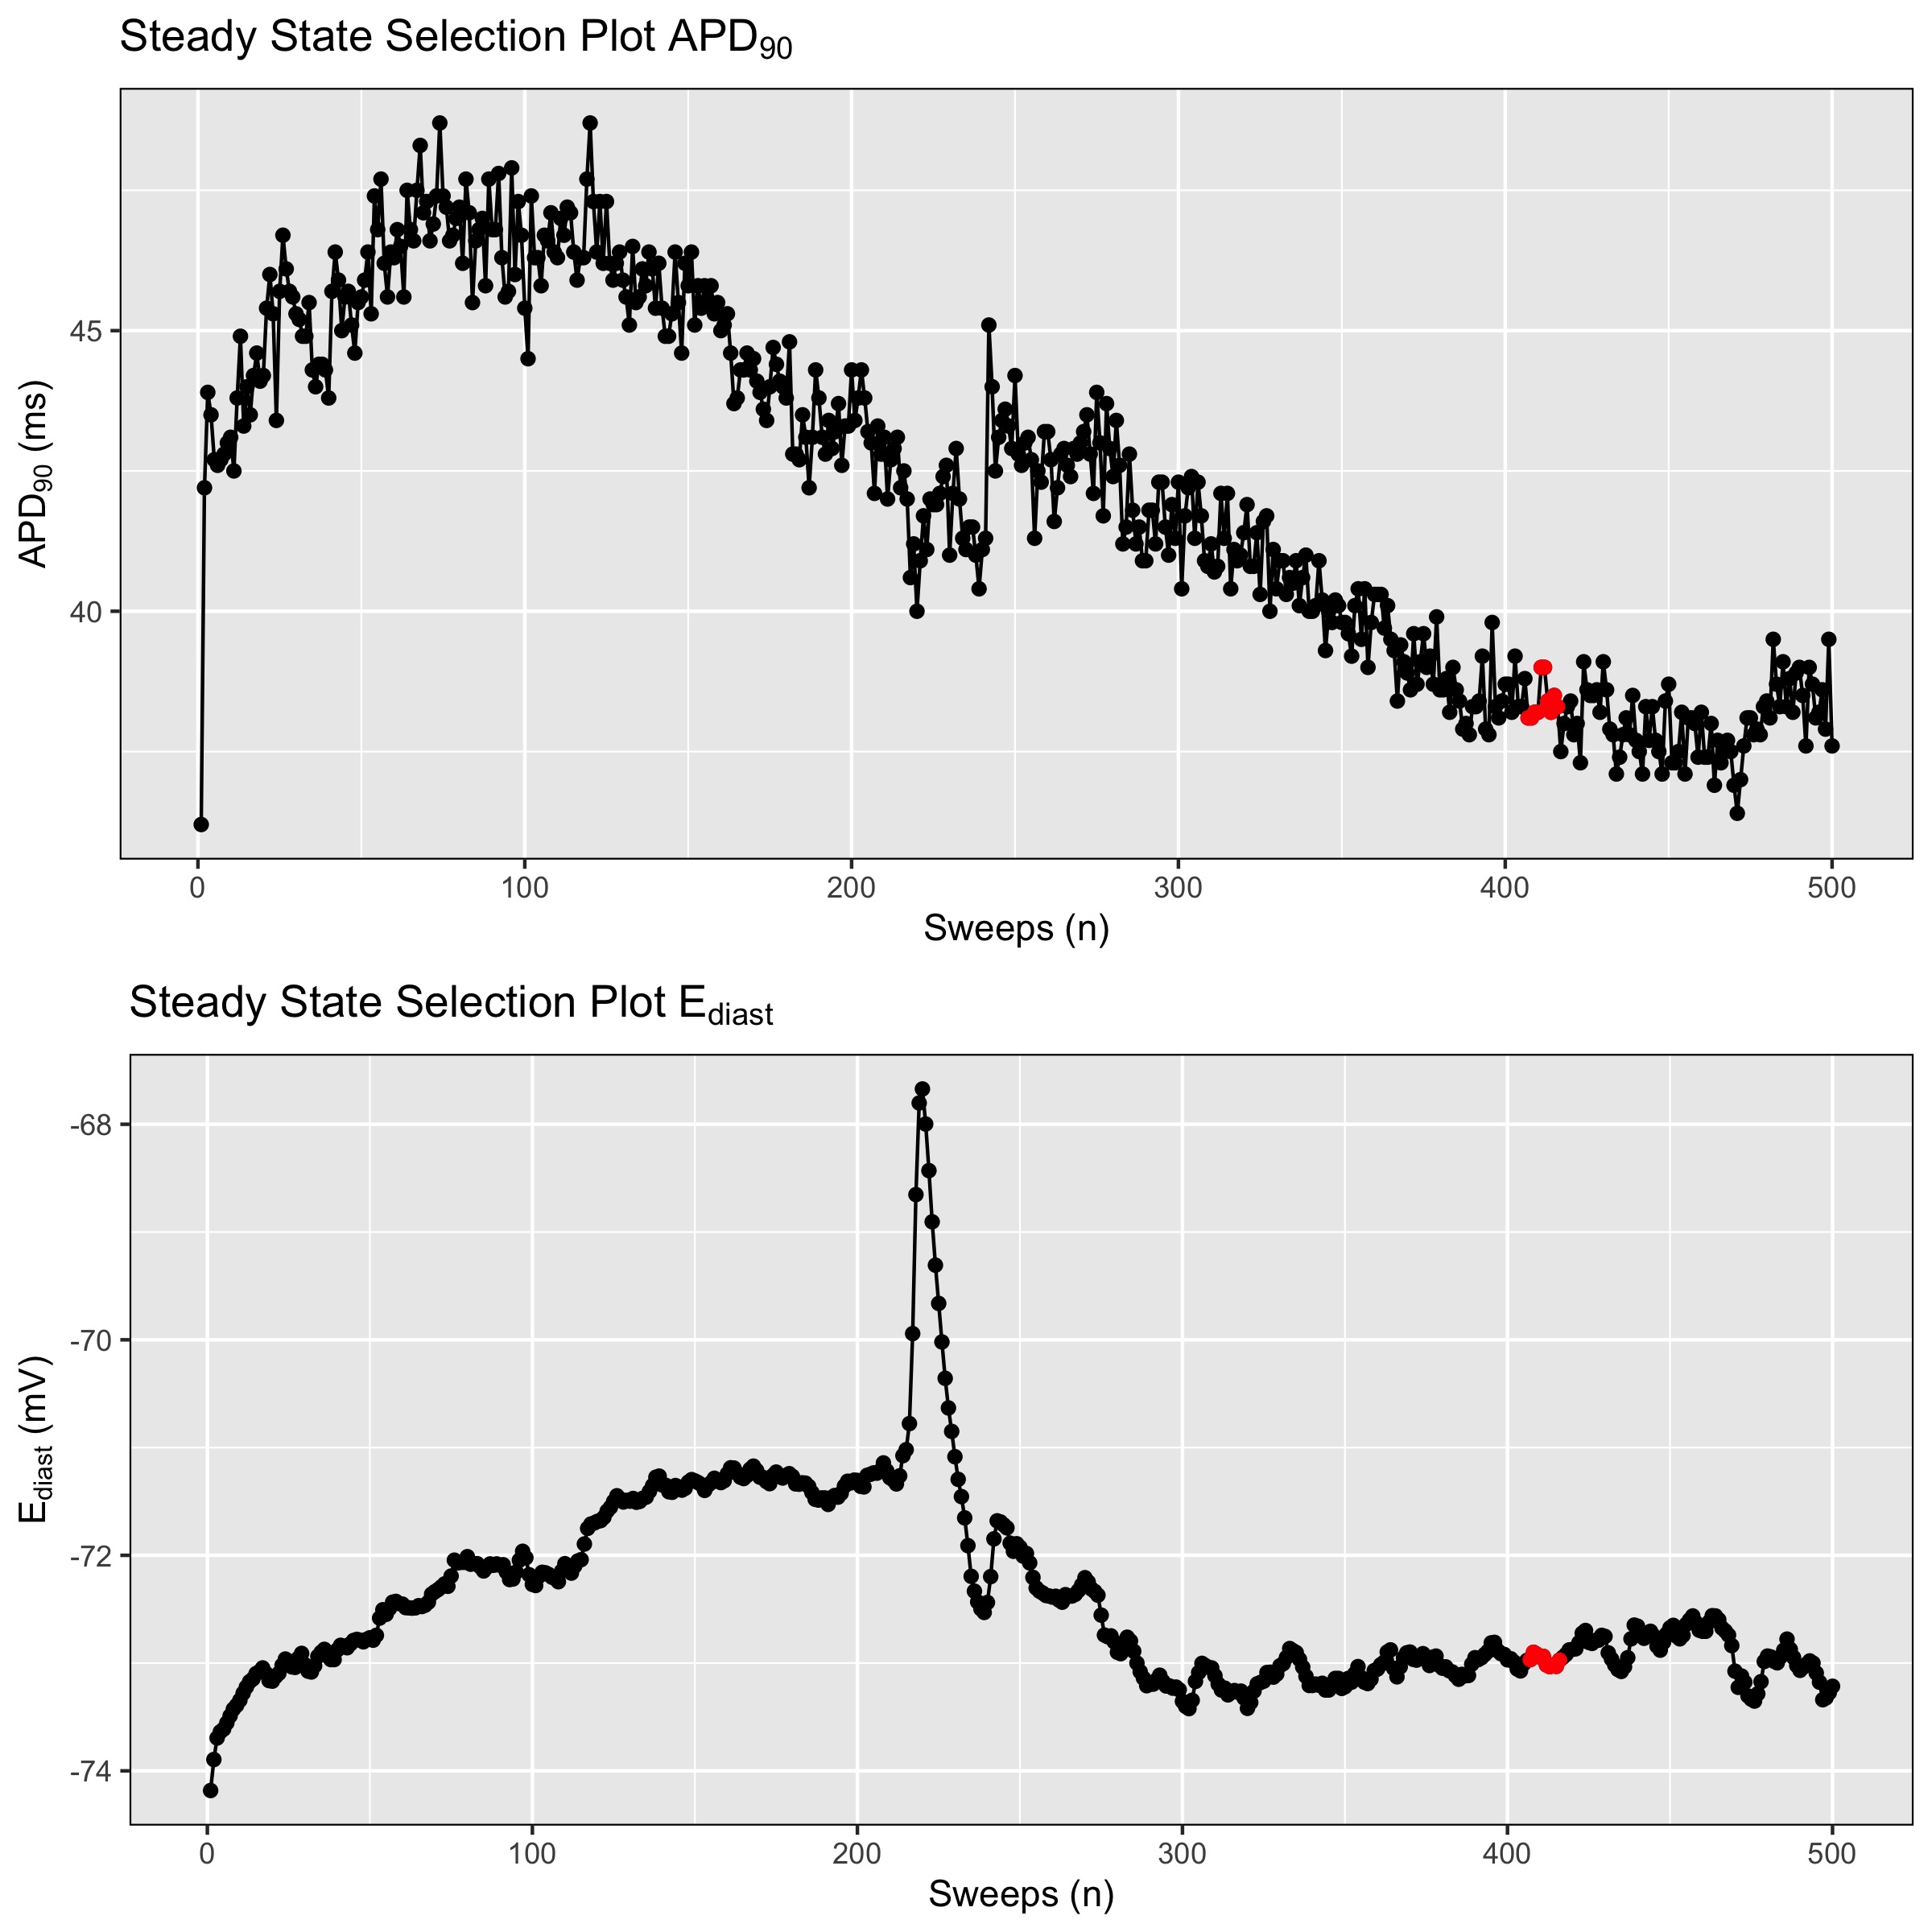 Steady State Selection Plot APD90
APD90 (ms)
45
40
0 100 200 300 400 500
Sweeps (n)
Steady State Selection Plot Ediast
Ediast (mV)
-68
-70
-72
-74
0 100 200 300 400 500
Sweeps (n)